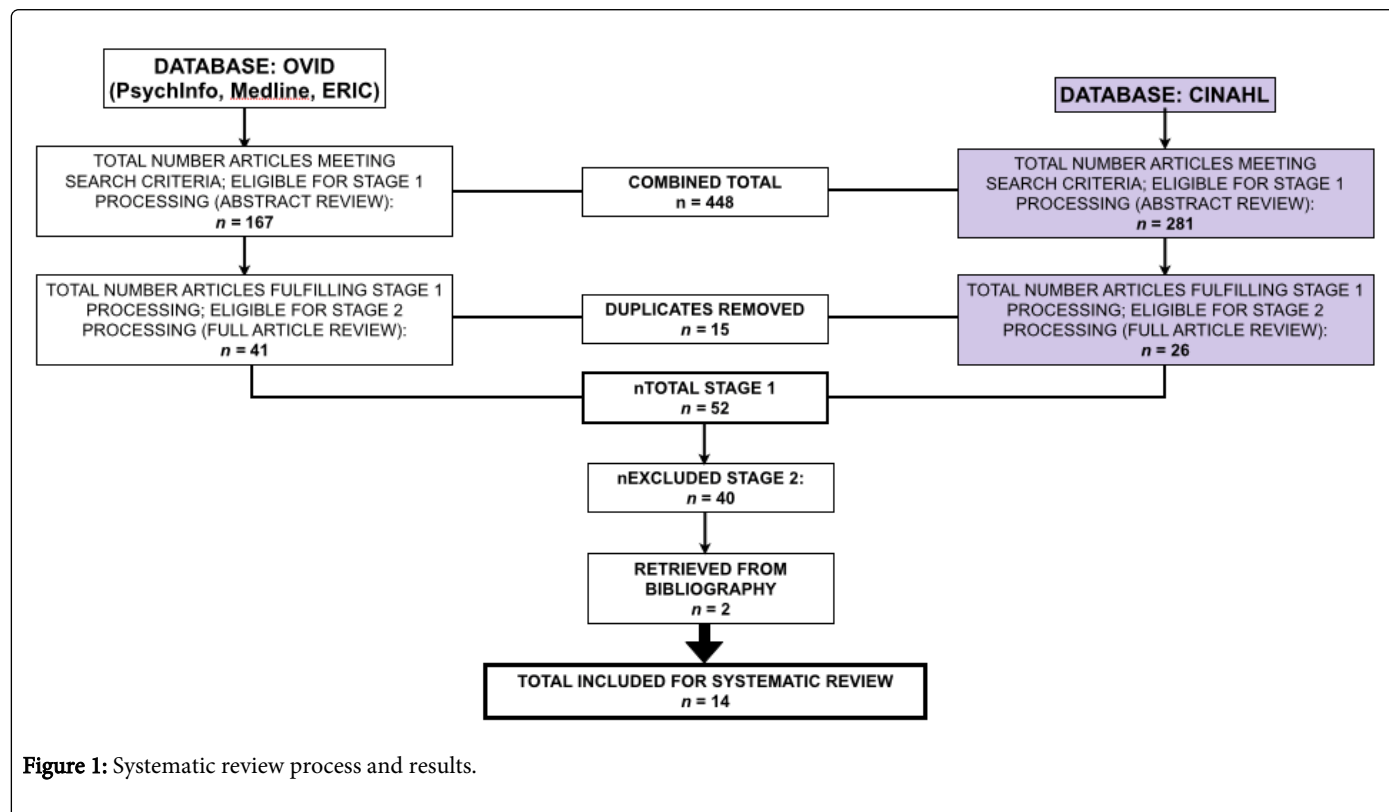 DATABASE: OVID
(PsychInfo, Medline, ERIC)
DATABASE: CINAHL
TOTAL NUMBER ARTICLES MEETING
SEARCH CRITERIA; ELIGIBLE FOR STAGE 1
PROCESSING (ABSTRACT REVIEW):
n = 167
COMBINED TOTAL
n = 448
TOTAL NUMBER ARTICLES MEETING
SEARCH CRITERIA; ELIGIBLE FOR STAGE 1
PROCESSING (ABSTRACT REVIEW):
n = 281
TOTAL NUMBER ARTICLES FULFILLING STAGE 1
PROCESSING; ELIGIBLE FOR STAGE 2
PROCESSING (FULL ARTICLE REVIEW):
n = 41
DUPLICATES REMOVED
n = 15
TOTAL NUMBER ARTICLES FULFILLING STAGE 1
PROCESSING; ELIGIBLE FOR STAGE 2
PROCESSING (FULL ARTICLE REVIEW):
n = 26
nTOTAL STAGE 1
n = 52
nEXCLUDED STAGE 2:
n = 40
RETRIEVED FROM
BIBLIOGRAPHY
n = 2
TOTAL INCLUDED FOR SYSTEMATIC REVIEW
n = 14
Figure 1: Systematic review process and results.